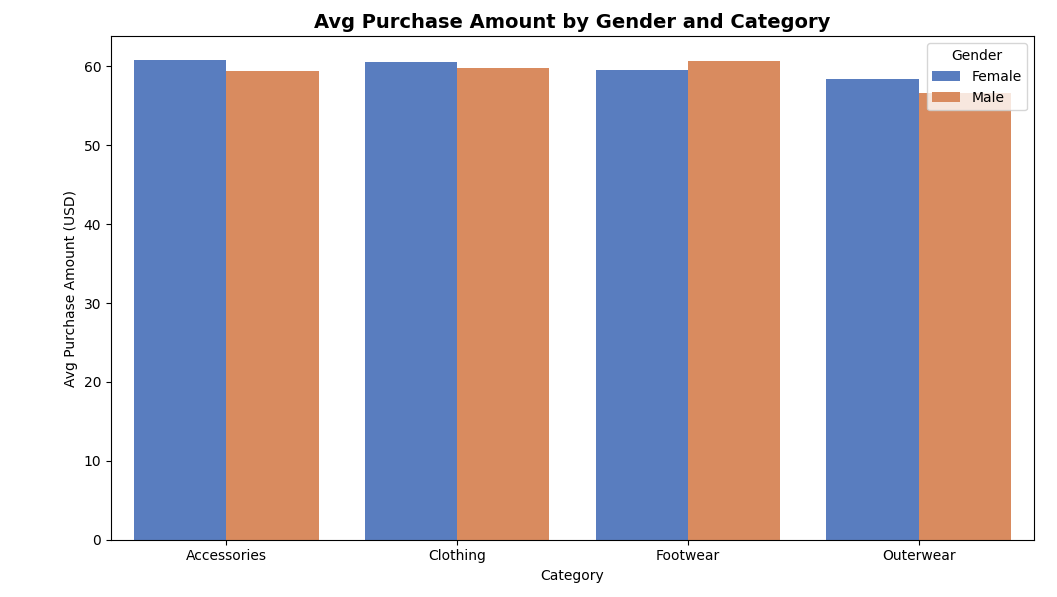 Avg Purchase Amount by Gender and Category
Gender
Female
Male
Avg Purchase Amount (USD)
60
50
40
30
20
10
0
Accessories
Clothing
Footwear
Outerwear
Category